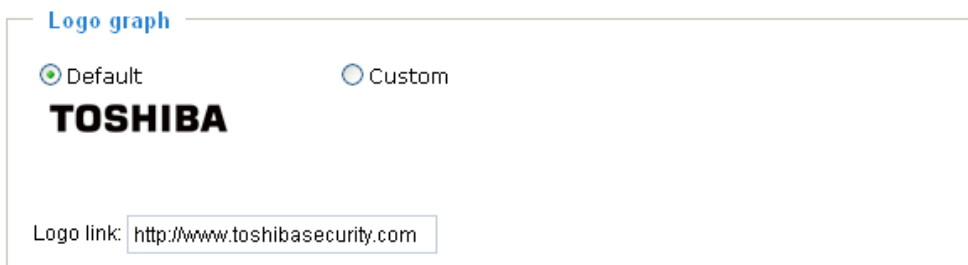 Logo graph
Default Custom
TOSHIBA
Logo link: http://www.toshibasecurity.com